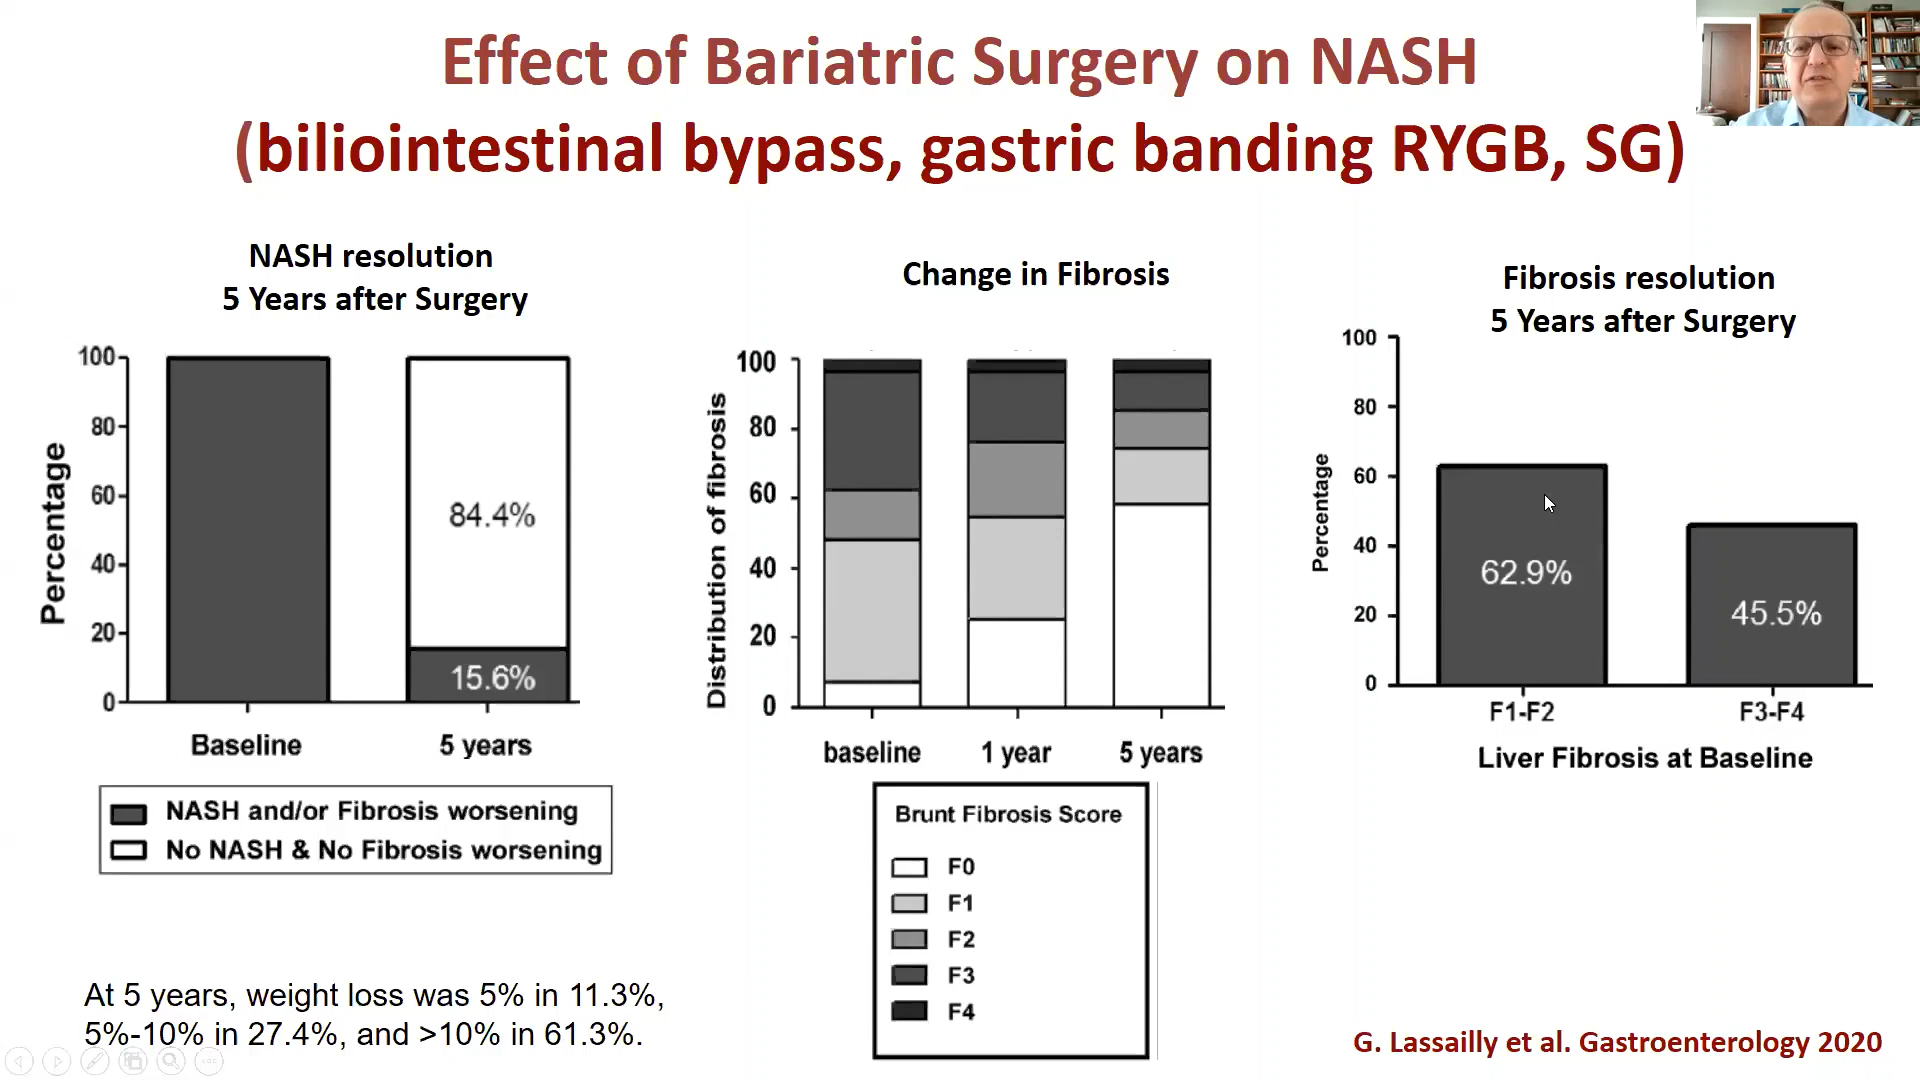 Effect of Bariatric Surgery on NASH
(biliointestinal bypass, gastric banding RYGB, SG)
NASH resolution
5 Years after Surgery
100
80
60
40
20
0
Percentage
84.4%
15.6%
Baseline
5 years
NASH and/or Fibrosis worsening
No NASH & No Fibrosis worsening
At 5 years, weight loss was 5% in 11.3%,
5%-10% in 27.4%, and >10% in 61.3%.
Change in Fibrosis
100
80
60
40
20
0
Distribution of fibrosis
baseline
1 year
5 years
Brunt Fibrosis Score
F0
F1
F2
F3
F4
Fibrosis resolution
5 Years after Surgery
100
80
60
40
20
0
Percentage
62.9%
45.5%
F1-F2
F3-F4
Liver Fibrosis at Baseline
G. Lassailly et al. Gastroenterology 2020